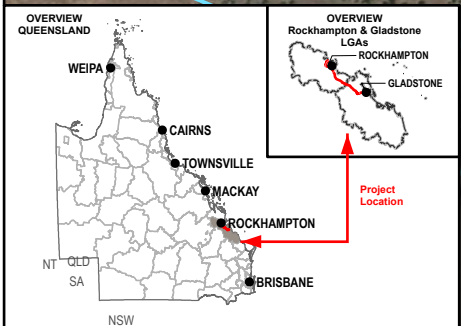 OVERVIEW
QUEENSLAND
WEIPA
CAIRNS
TOWNSVILLE
MACKAY
ROCKHAMPTON
BRISBANE
NT
QLD
SA
NSW
OVERVIEW
Rockhampton & Gladstone
LGAs
ROCKHAMPTON
GLADSTONE
Project
Location